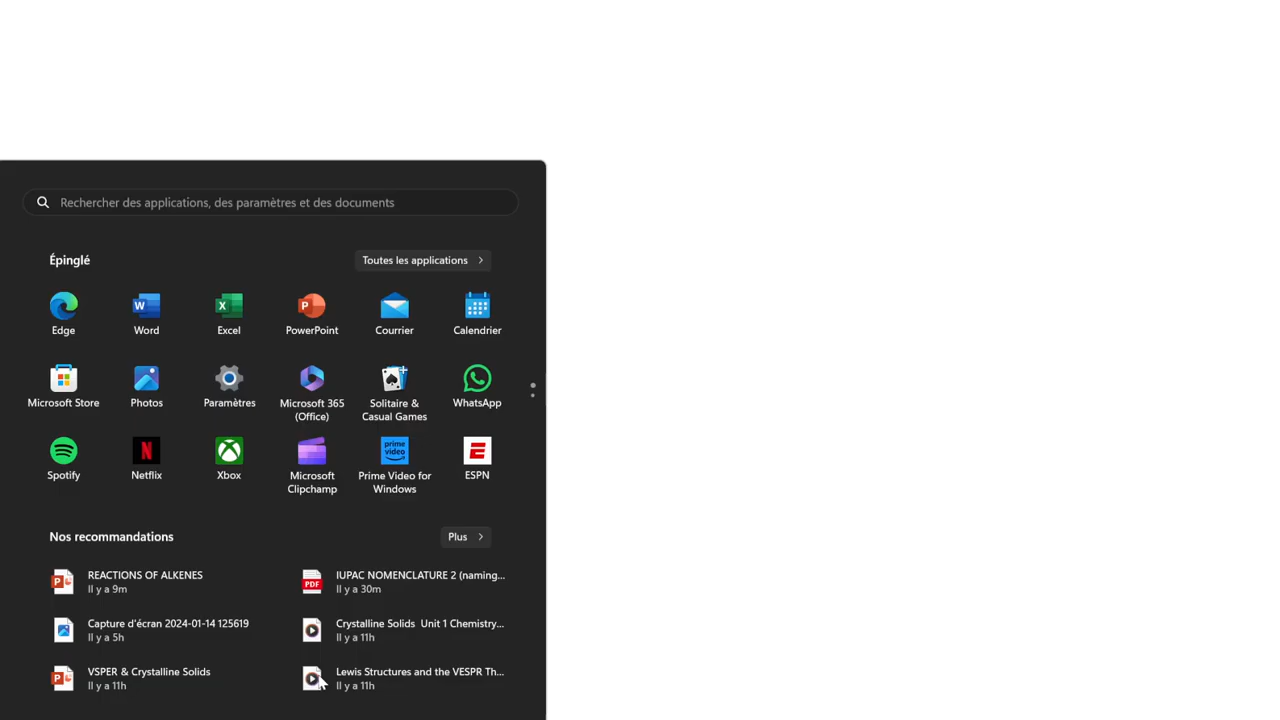 Rechercher des applications, des paramètres et des documents
Épinglé
Toutes les applications
Edge
Word
Excel
PowerPoint
Courrier
Calendrier
Microsoft Store
Photos
Paramètres
Microsoft 365
(Office)
Solitaire &
Casual Games
WhatsApp
Spotify
Netflix
Xbox
Microsoft
Clipchamp
prime
video
Prime Video for
Windows
ESPN
Nos recommandations
Plus
REACTIONS OF ALKENES
Il y a 9m
PDF
IUPAC NOMENCLATURE 2 (naming...
Il y a 30m
Capture d'écran 2024-01-14 125619
Il y a 5h
Crystalline Solids Unit 1 Chemistry...
Il y a 11h
VSPER & Crystalline Solids
Il y a 11h
Lewis Structures and the VESPR Th...
Il y a 11h